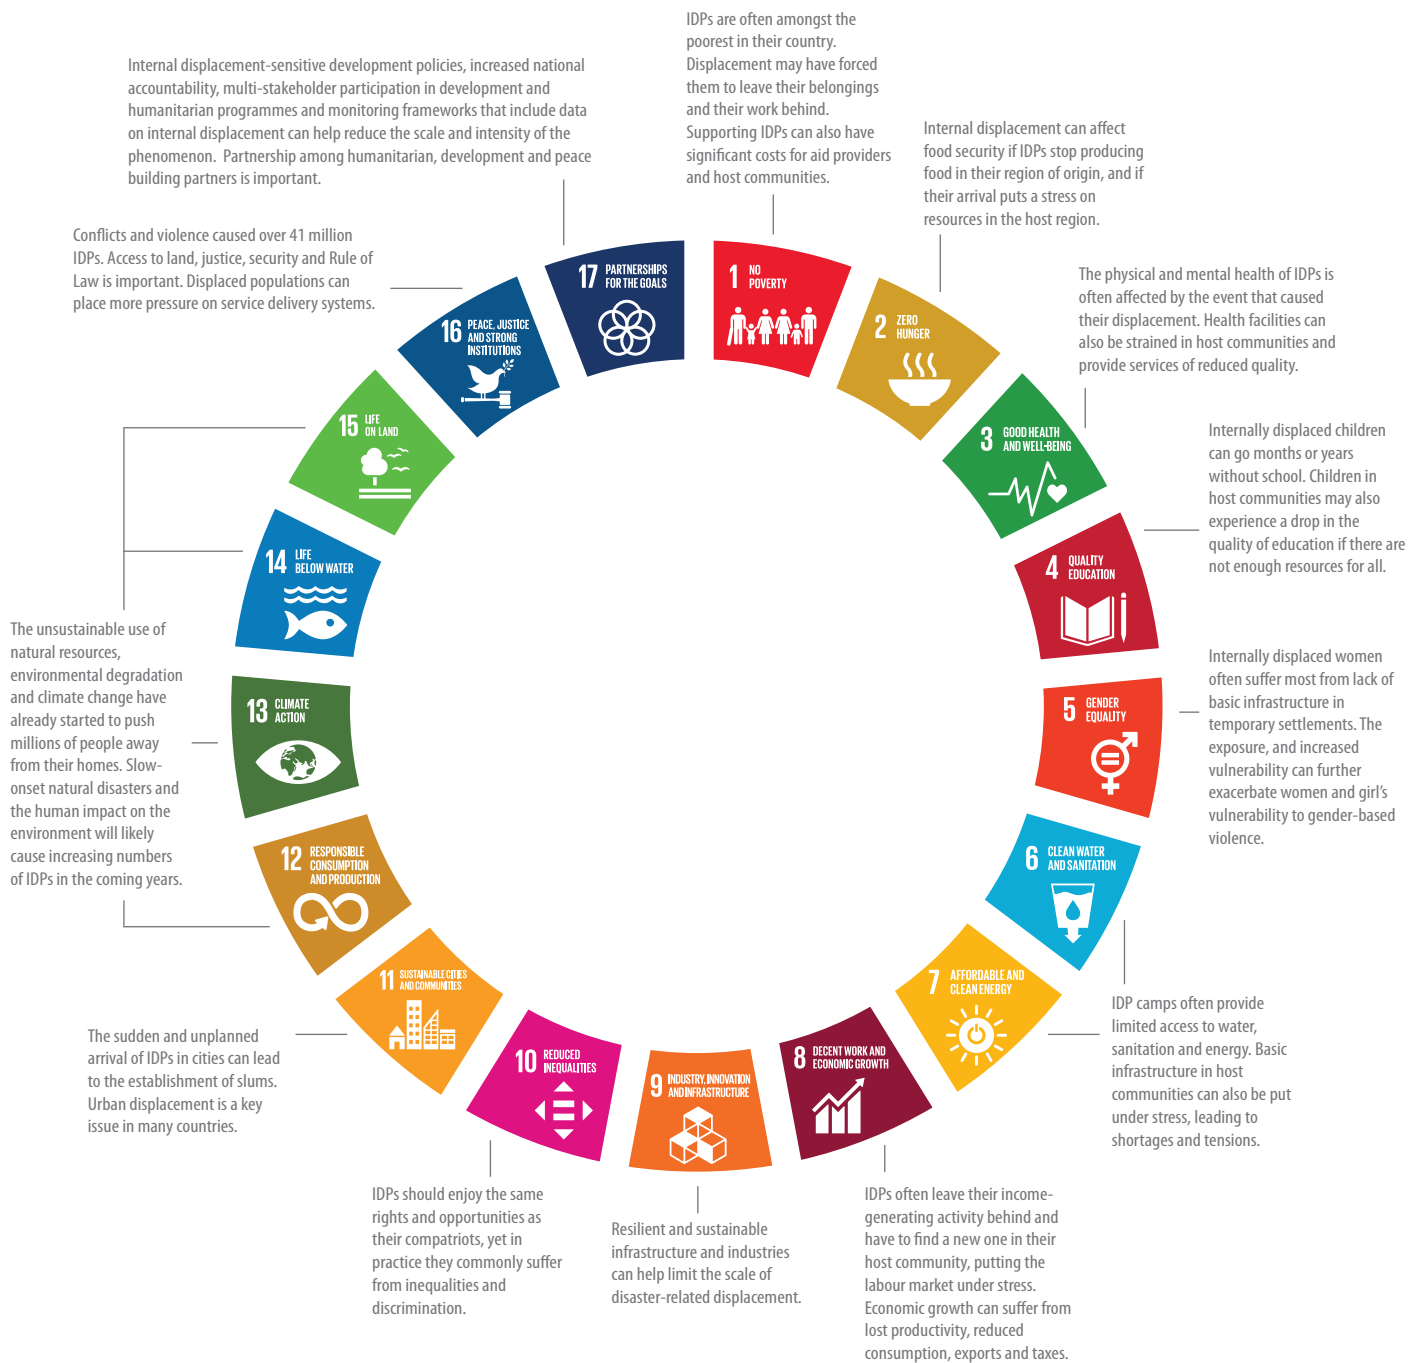 IDPs are often amongst the
poorest in their country.
Displacement may have forced
them to leave their belongings
and their work behind.
Supporting IDPs can also have
significant costs for aid providers
and host communities.
Internal displacement-sensitive development policies, increased national
accountability, multi-stakeholder participation in development and
humanitarian programmes and monitoring frameworks that include data
on internal displacement can help reduce the scale and intensity of the
phenomenon. Partnership among humanitarian, development and peace
building partners is important.
Internal displacement can affect
food security if IDPs stop producing
food in their region of origin, and if
their arrival puts a stress on
resources in the host region.
Conflicts and violence caused over 41 million
IDPs. Access to land, justice, security and Rule of
Law is important. Displaced populations can
place more pressure on service delivery systems.
The physical and mental health of IDPs is
often affected by the event that caused
their displacement. Health facilities can
also be strained in host communities and
provide services of reduced quality.
Internally displaced children
can go months or years
without school. Children in
host communities may also
experience a drop in the
quality of education if there are
not enough resources for all.
Internally displaced women
often suffer most from lack of
basic infrastructure in
temporary settlements. The
exposure, and increased
vulnerability can further
exacerbate women and girl's
vulnerability to gender-based
violence.
The unsustainable use of
natural resources,
environmental degradation
and climate change have
already started to push
millions of people away
from their homes. Slow-
onset natural disasters and
the human impact on the
environment will likely
cause increasing numbers
of IDPs in the coming years.
IDP camps often provide
limited access to water,
sanitation and energy. Basic
infrastructure in host
communities can also be put
under stress, leading to
shortages and tensions.
The sudden and unplanned
arrival of IDPs in cities can lead
to the establishment of slums.
Urban displacement is a key
issue in many countries.
IDPs should enjoy the same
rights and opportunities as
their compatriots, yet in
practice they commonly suffer
from inequalities and
discrimination.
Resilient and sustainable
infrastructure and industries
can help limit the scale of
disaster-related displacement.
IDPs often leave their income-
generating activity behind and
have to find a new one in their
host community, putting the
labour market under stress.
Economic growth can suffer from
lost productivity, reduced
consumption, exports and taxes.
1 NO
POVERTY
2 ZERO
HUNGER
3 GOOD HEALTH
AND WELL-BEING
4 QUALITY
EDUCATION
5 GENDER
EQUALITY
6 CLEAN WATER
AND SANITATION
7 AFFORDABLE AND
CLEAN ENERGY
8 DECENT WORK AND
ECONOMIC GROWTH
9 INDUSTRY, INNOVATION
AND INFRASTRUCTURE
10 REDUCED
INEQUALITIES
11 SUSTAINABLE CITIES
AND COMMUNITIES
12 RESPONSIBLE
CONSUMPTION
AND PRODUCTION
13 CLIMATE
ACTION
14 LIFE
BELOW WATER
15 LIFE
ON LAND
16 PEACE, JUSTICE
AND STRONG
INSTITUTIONS
17 PARTNERSHIPS
FOR THE GOALS